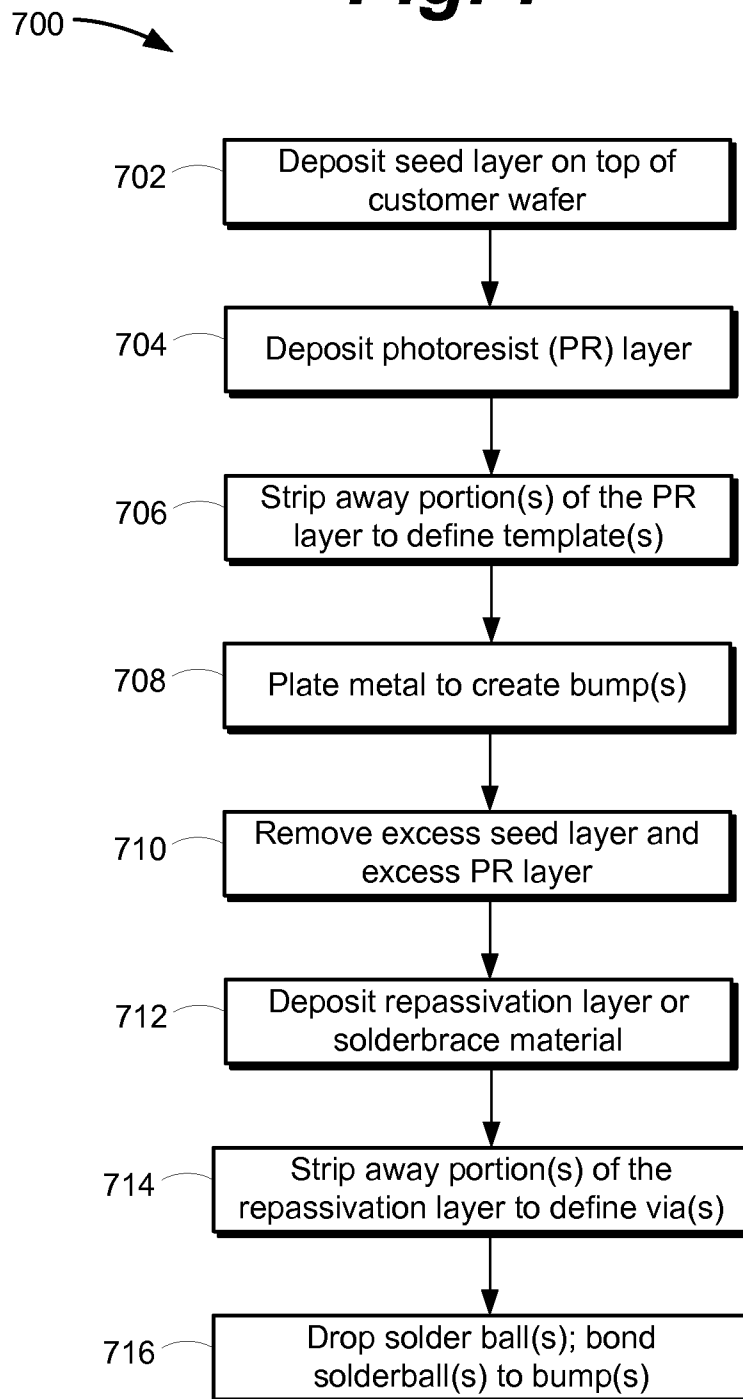 700
702
Deposit seed layer on top of
customer wafer
704
Deposit photoresist (PR) layer
706
Strip away portion(s) of the PR
layer to define template(s)
708
Plate metal to create bump(s)
710
Remove excess seed layer and
excess PR layer
712
Deposit repassivation layer or
solderbrace material
714
Strip away portion(s) of the
repassivation layer to define via(s)
716
Drop solder ball(s); bond
solderball(s) to bump(s)